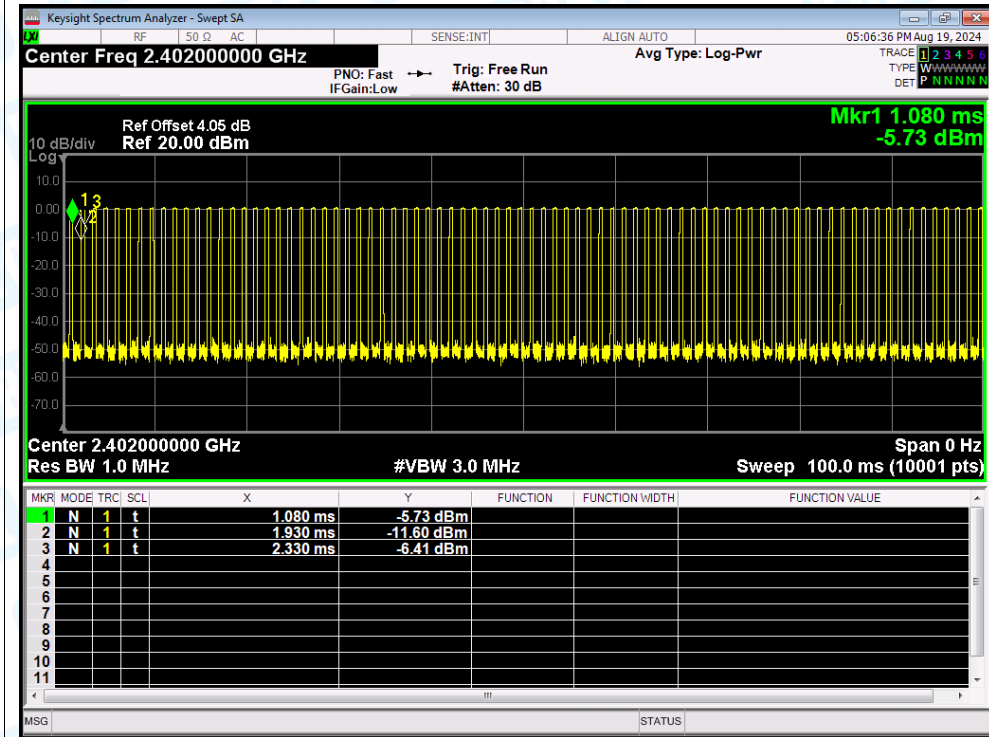 Keysight Spectrum Analyzer - Swept SA
LXI RF 50 Ω AC SENSE:INT ALIGN AUTO 05:06:36 PM Aug 19, 2024
Center Freq 2.402000000 GHz Avg Type: Log-Pwr TRACE 1 2 3 4 5 6
PNO: Fast Trig: Free Run TYPE WWWWWW
IFGain:Low #Atten: 30 dB DET P N N N N N
Mkr1 1.080 ms
-5.73 dBm
Ref Offset 4.05 dB
10 dB/div Ref 20.00 dBm
Log
10.0
1 3
0.00
2
-10.0
-20.0
-30.0
-40.0
-50.0
-60.0
-70.0
Center 2.402000000 GHz Span 0 Hz
Res BW 1.0 MHz #VBW 3.0 MHz Sweep 100.0 ms (10001 pts)
MKR MODE TRC SCL X Y FUNCTION FUNCTION WIDTH FUNCTION VALUE
1 N 1 t 1.080 ms -5.73 dBm
2 N 1 t 1.930 ms -11.60 dBm
3 N 1 t 2.330 ms -6.41 dBm
4
5
6
7
8
9
10
11
MSG STATUS